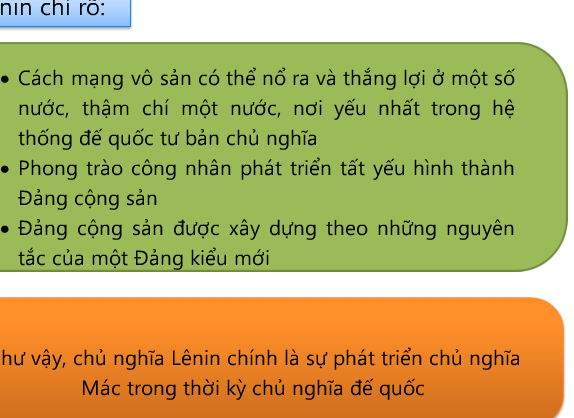 nin chỉ rõ:
• Cách mạng vô sản có thể nổ ra và thắng lợi ở một số
nước, thậm chí một nước, nơi yếu nhất trong hệ
thống đế quốc tư bản chủ nghĩa
• Phong trào công nhân phát triển tất yếu hình thành
Đảng cộng sản
• Đảng cộng sản được xây dựng theo những nguyên
tắc của một Đảng kiểu mới
hư vậy, chủ nghĩa Lênin chính là sự phát triển chủ nghĩa
Mác trong thời kỳ chủ nghĩa đế quốc